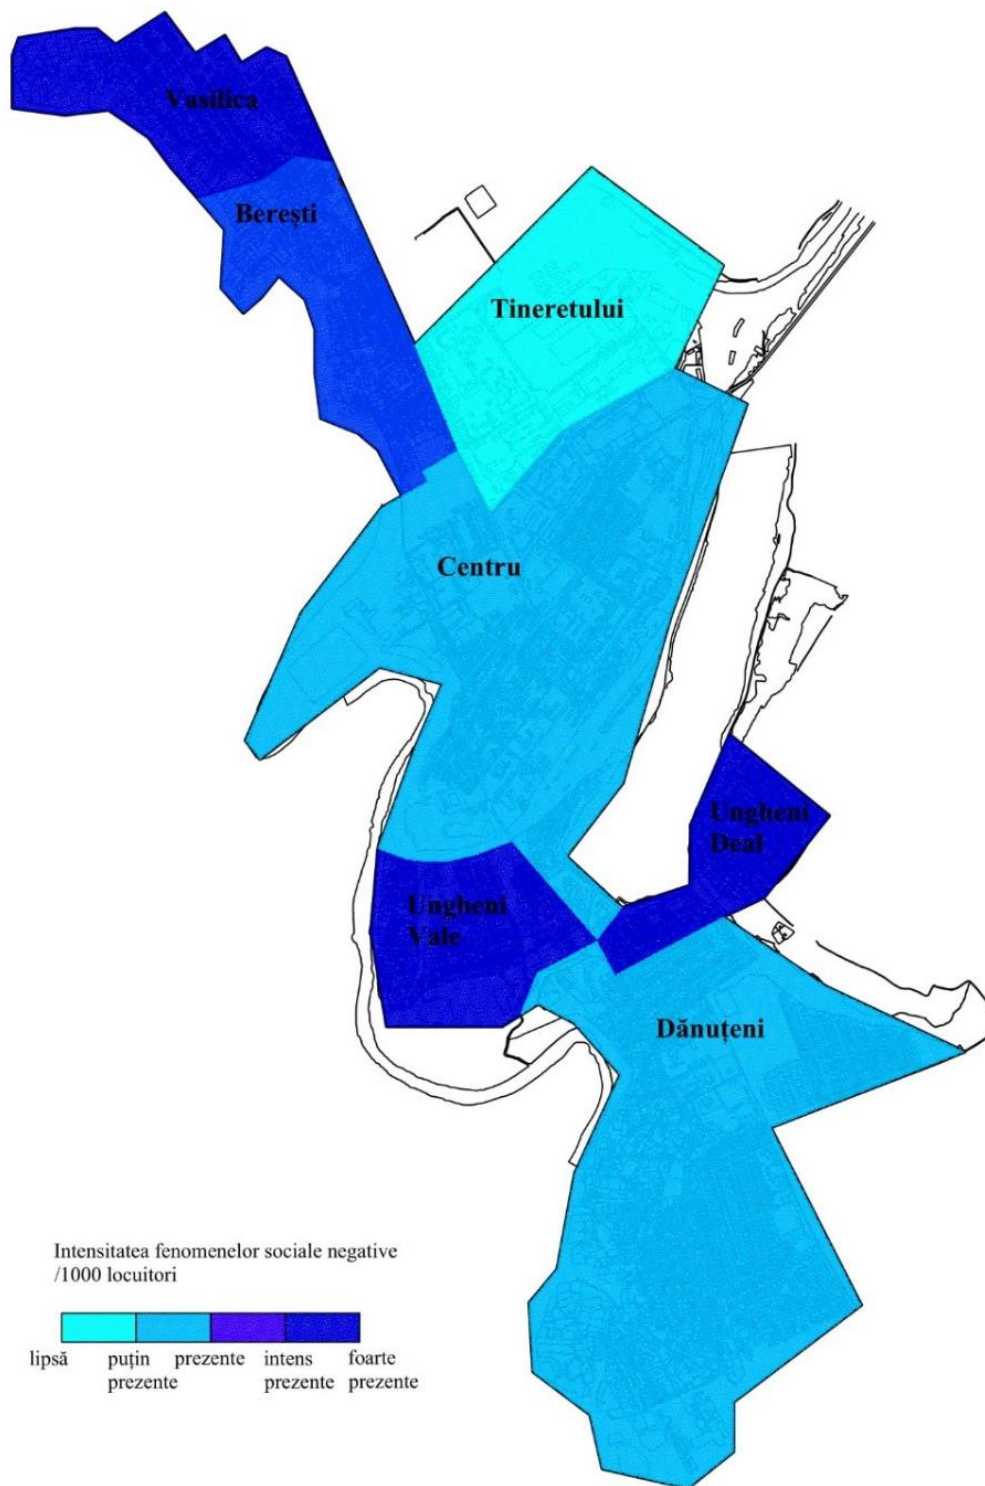 Vasilica
Berești
Tineretului
Centru
Ungheni
Deal
Ungheni
Vale
Dănuțeni
Intensitatea fenomenelor sociale negative
/1000 locuitori
lipsă puțin prezente intens foarte
prezente prezente prezente